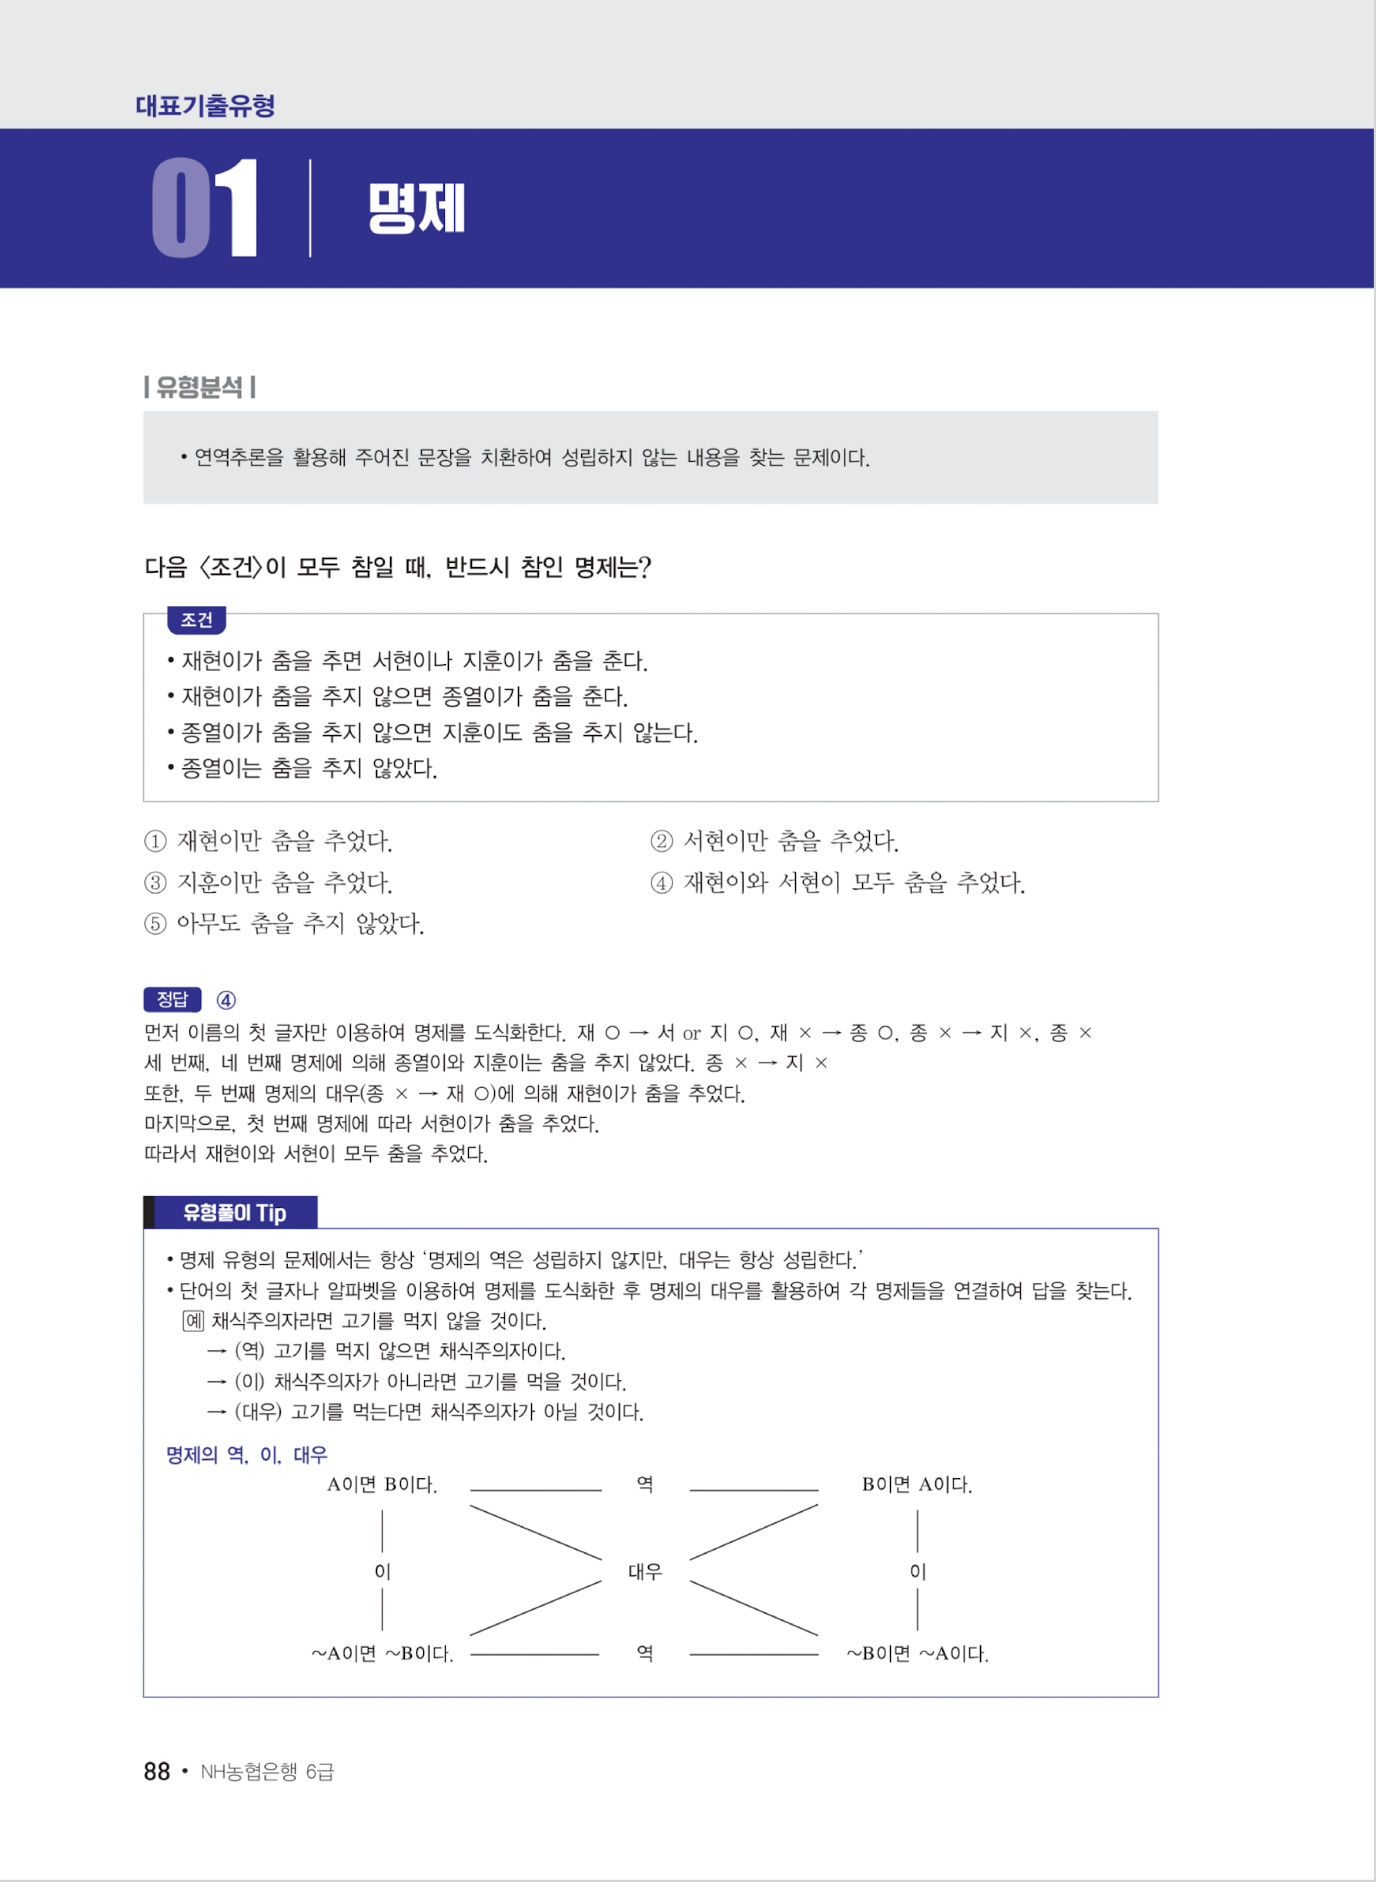 대표기출유형
01 명제
| 유형분석 |
• 연역추론을 활용해 주어진 문장을 치환하여 성립하지 않는 내용을 찾는 문제이다.
다음 〈조건〉이 모두 참일 때, 반드시 참인 명제는?
조건
• 재현이가 춤을 추면 서현이나 지훈이가 춤을 춘다.
• 재현이가 춤을 추지 않으면 종열이가 춤을 춘다.
• 종열이가 춤을 추지 않으면 지훈이도 춤을 추지 않는다.
• 종열이는 춤을 추지 않았다.
① 재현이만 춤을 추었다. ② 서현이만 춤을 추었다.
③ 지훈이만 춤을 추었다. ④ 재현이와 서현이 모두 춤을 추었다.
⑤ 아무도 춤을 추지 않았다.
정답 ④
먼저 이름의 첫 글자만 이용하여 명제를 도식화한다. 재 ○ → 서 or 지 ○, 재 × → 종 ○, 종 × → 지 ×, 종 ×
세 번째, 네 번째 명제에 의해 종열이와 지훈이는 춤을 추지 않았다. 종 × → 지 ×
또한, 두 번째 명제의 대우(종 × → 재 ○)에 의해 재현이가 춤을 추었다.
마지막으로, 첫 번째 명제에 따라 서현이가 춤을 추었다.
따라서 재현이와 서현이 모두 춤을 추었다.
유형풀이 Tip
• 명제 유형의 문제에서는 항상 ‘명제의 역은 성립하지 않지만, 대우는 항상 성립한다.’
• 단어의 첫 글자나 알파벳을 이용하여 명제를 도식화한 후 명제의 대우를 활용하여 각 명제들을 연결하여 답을 찾는다.
예 채식주의자라면 고기를 먹지 않을 것이다.
→ (역) 고기를 먹지 않으면 채식주의자이다.
→ (이) 채식주의자가 아니라면 고기를 먹을 것이다.
→ (대우) 고기를 먹는다면 채식주의자가 아닐 것이다.
명제의 역, 이, 대우
A이면 B이다. 역 B이면 A이다.
이 대우 이
~A이면 ~B이다. 역 ~B이면 ~A이다.
88 • NH농협은행 6급